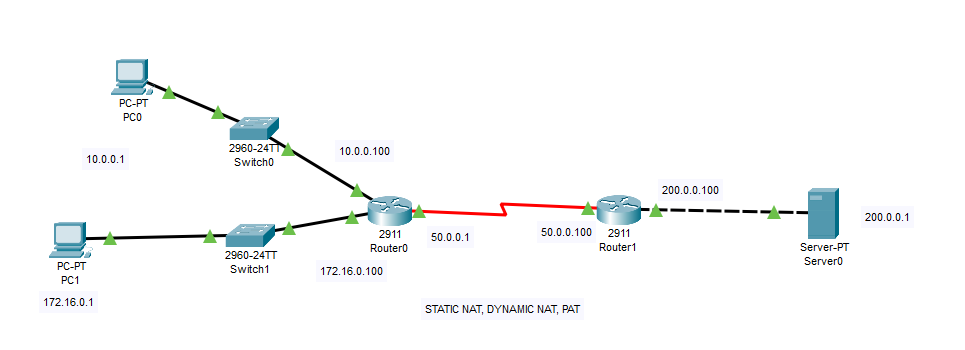 PC-PT
PC0
10.0.0.1
2960-24TT
Switch0
10.0.0.100
PC-PT
PC1
172.16.0.1
2960-24TT
Switch1
172.16.0.100
2911
Router0
50.0.0.1
50.0.0.100
2911
Router1
200.0.0.100
Server-PT
Server0
200.0.0.1
STATIC NAT, DYNAMIC NAT, PAT